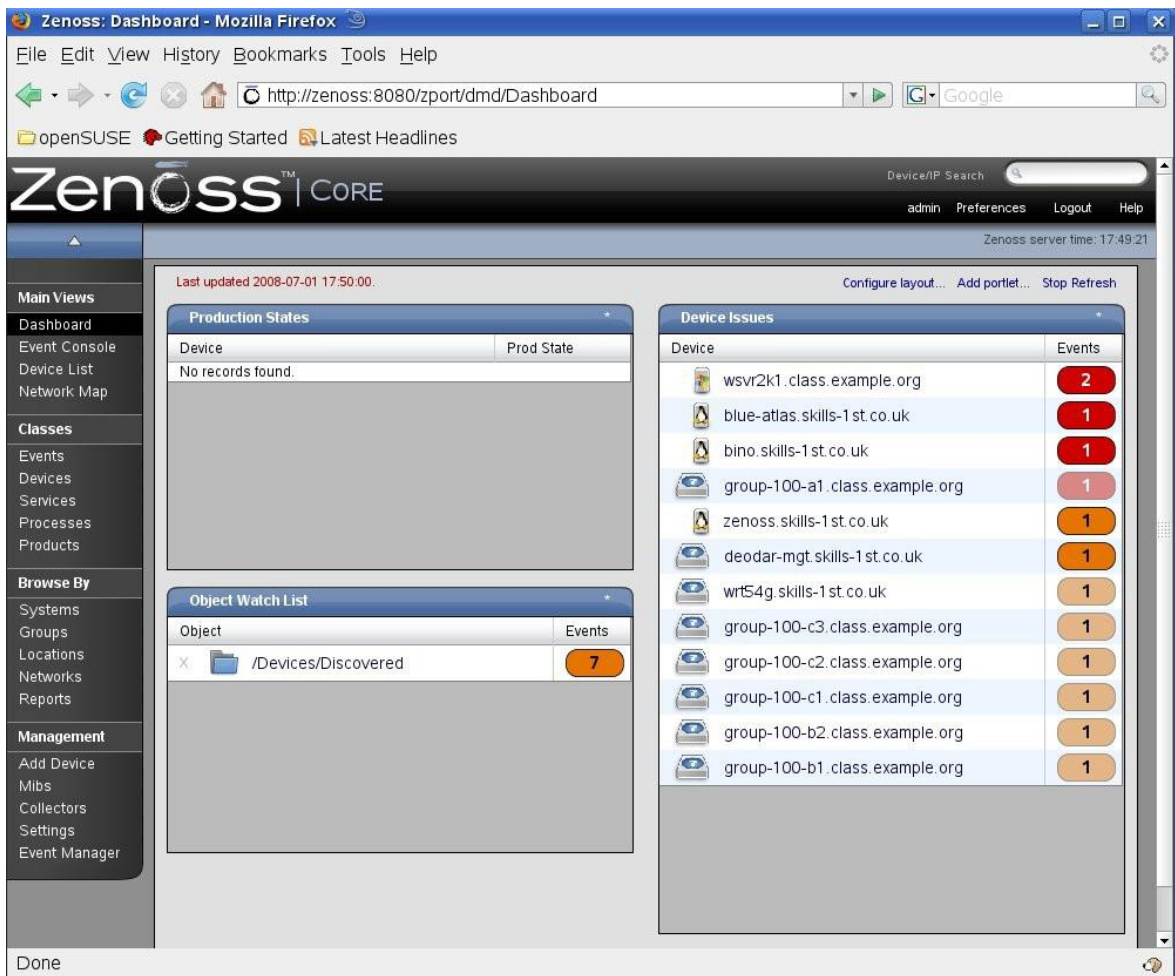 Zenoss: Dashboard - Mozilla Firefox
File Edit View History Bookmarks Tools Help
http://zenoss:8080/zport/dmd/Dashboard
G Google
openSUSE Getting Started Latest Headlines
Zenoss™ | CORE
Device/IP Search
admin Preferences Logout Help
Zenoss server time: 17:49:21
Main Views
Dashboard
Event Console
Device List
Network Map
Classes
Events
Devices
Services
Processes
Products
Browse By
Systems
Groups
Locations
Networks
Reports
Management
Add Device
Mibs
Collectors
Settings
Event Manager
Last updated 2008-07-01 17:50:00.
Configure layout... Add portlet... Stop Refresh
Production States *
Device Prod State
No records found.
Object Watch List *
Object Events
X /Devices/Discovered 7
Device Issues *
Device Events
wsvr2k1.class.example.org 2
blue-atlas.skills-1st.co.uk 1
bino.skills-1st.co.uk 1
group-100-a1.class.example.org 1
zenoss.skills-1st.co.uk 1
deodar-mgt.skills-1st.co.uk 1
wrt54g.skills-1st.co.uk 1
group-100-c3.class.example.org 1
group-100-c2.class.example.org 1
group-100-c1.class.example.org 1
group-100-b2.class.example.org 1
group-100-b1.class.example.org 1
Done